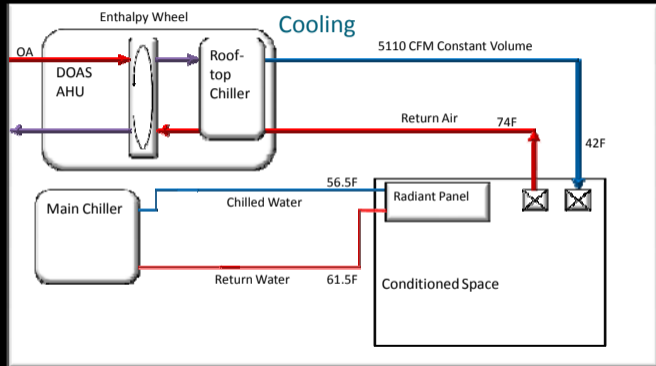 Enthalpy Wheel
Cooling
OA
DOAS
AHU
Roof-
top
Chiller
5110 CFM Constant Volume
Return Air
74F
42F
Main Chiller
56.5F
Chilled Water
Radiant Panel
Return Water
61.5F
Conditioned Space